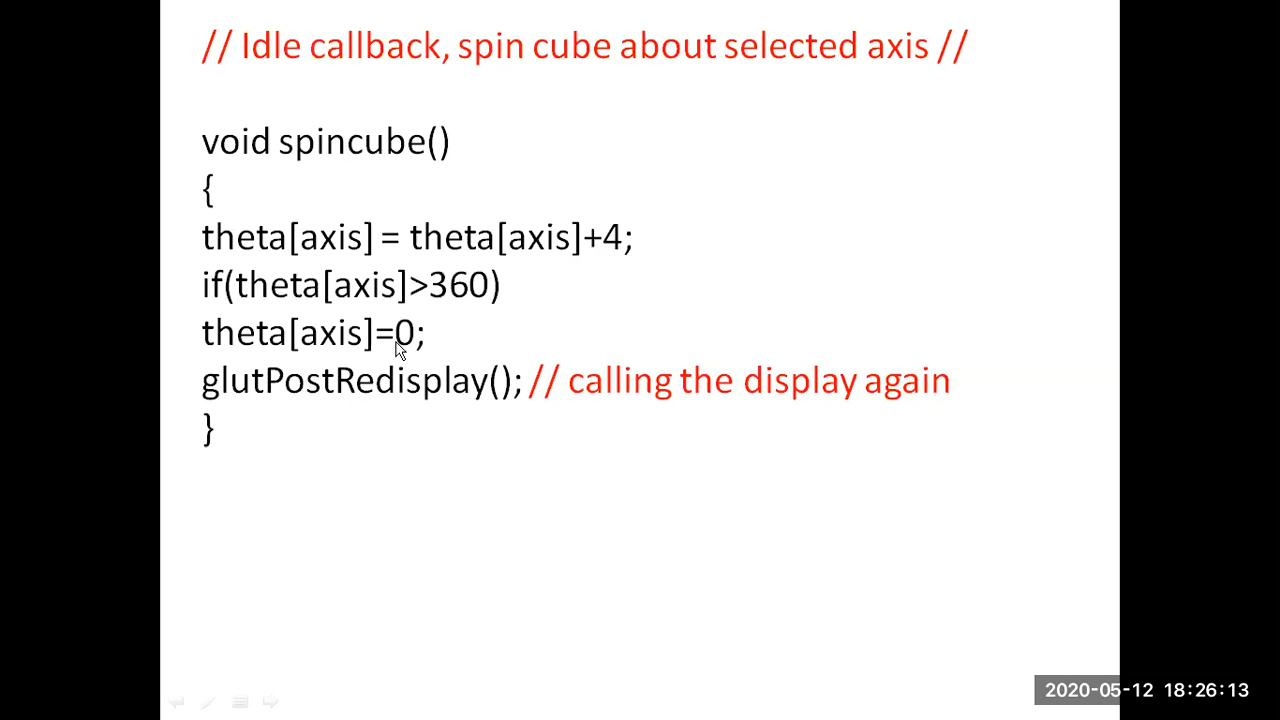 // Idle callback, spin cube about selected axis //
void spincube()
{
theta[axis] = theta[axis]+4;
if(theta[axis]>360)
theta[axis]=0;
glutPostRedisplay(); // calling the display again
}
2020-05-12 18:26:13